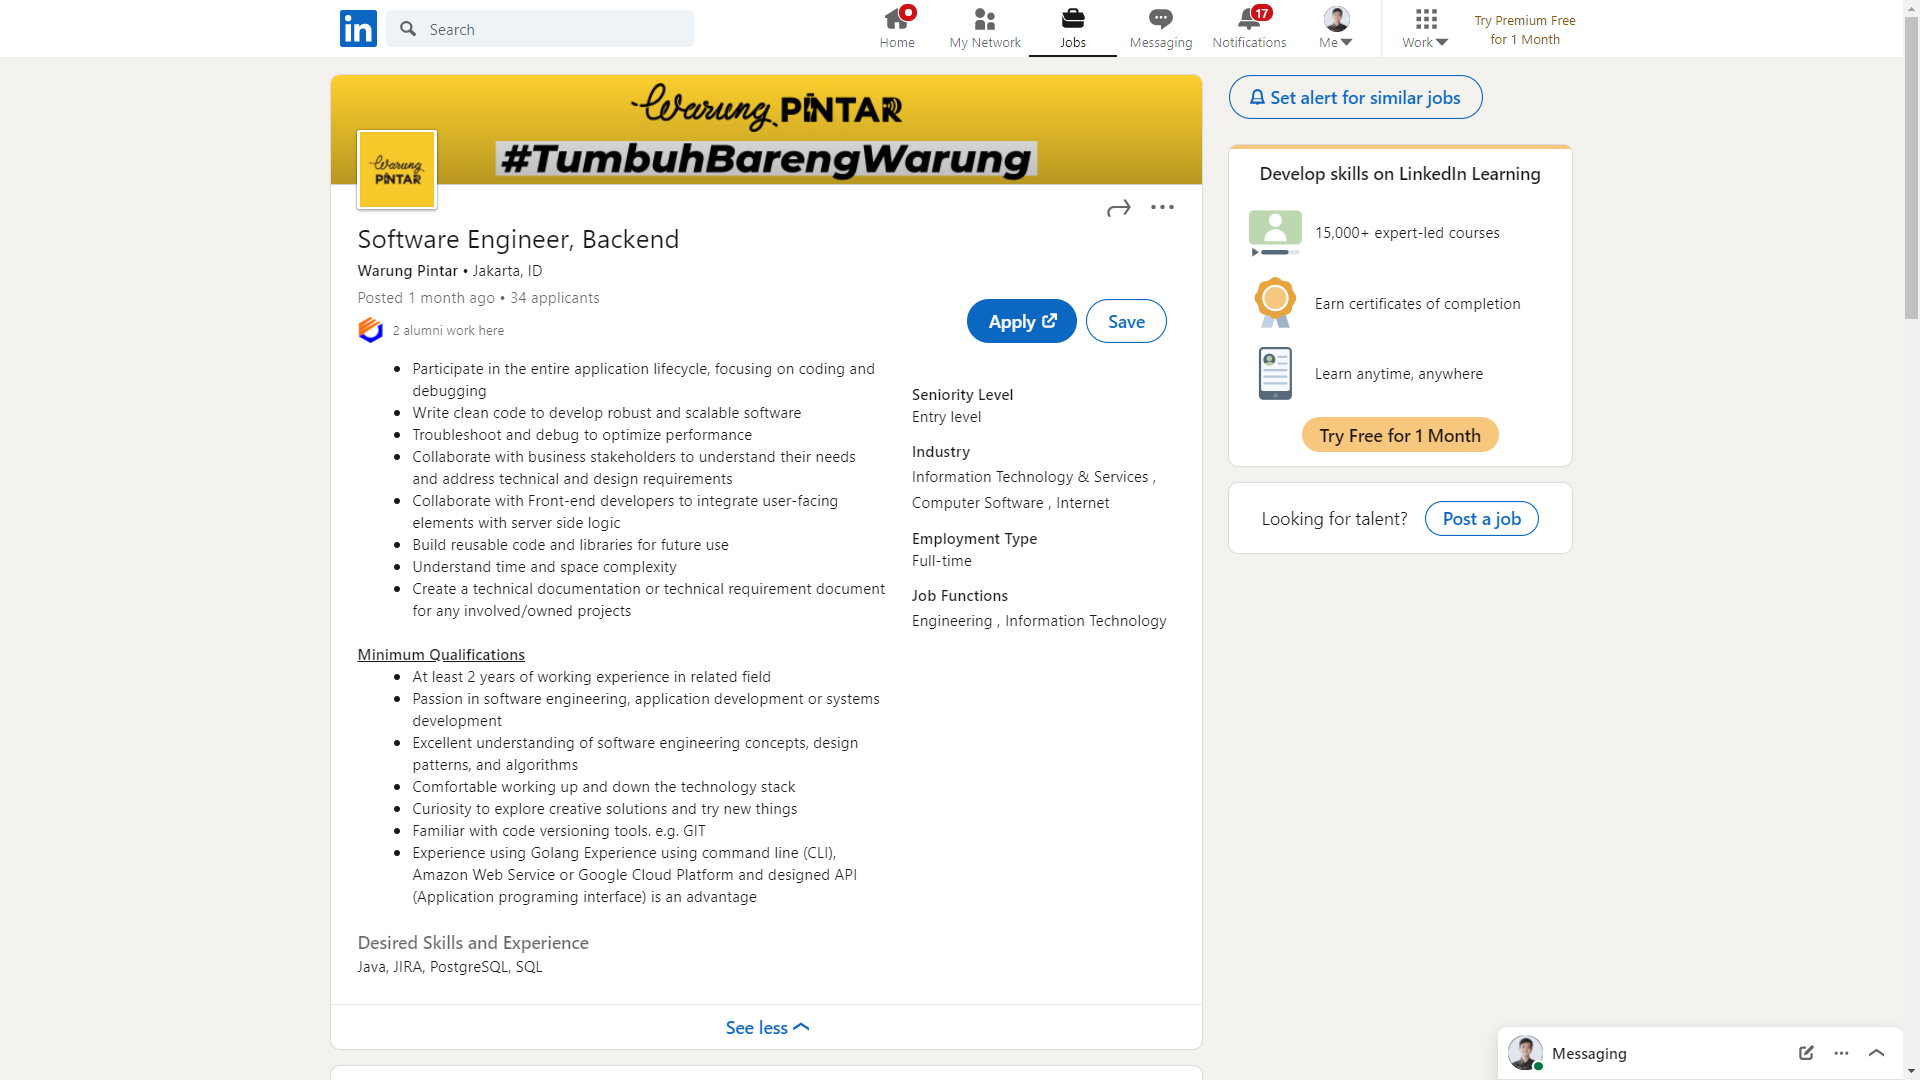 in
Search
Home
My Network
Jobs
Messaging
17
Notifications
Me
Work
Try Premium Free
for 1 Month
Warung PINTAR
#TumbuhBarengWarung
Warung
PINTAR
Software Engineer, Backend
Warung Pintar • Jakarta, ID
Posted 1 month ago • 34 applicants
2 alumni work here
Apply
Save
• Participate in the entire application lifecycle, focusing on coding and
debugging
• Write clean code to develop robust and scalable software
• Troubleshoot and debug to optimize performance
• Collaborate with business stakeholders to understand their needs
and address technical and design requirements
• Collaborate with Front-end developers to integrate user-facing
elements with server side logic
• Build reusable code and libraries for future use
• Understand time and space complexity
• Create a technical documentation or technical requirement document
for any involved/owned projects
Minimum Qualifications
• At least 2 years of working experience in related field
• Passion in software engineering, application development or systems
development
• Excellent understanding of software engineering concepts, design
patterns, and algorithms
• Comfortable working up and down the technology stack
• Curiosity to explore creative solutions and try new things
• Familiar with code versioning tools. e.g. GIT
• Experience using Golang Experience using command line (CLI),
Amazon Web Service or Google Cloud Platform and designed API
(Application programing interface) is an advantage
Desired Skills and Experience
Java, JIRA, PostgreSQL, SQL
See less
Seniority Level
Entry level
Industry
Information Technology & Services ,
Computer Software , Internet
Employment Type
Full-time
Job Functions
Engineering , Information Technology
Set alert for similar jobs
Develop skills on LinkedIn Learning
15,000+ expert-led courses
Earn certificates of completion
Learn anytime, anywhere
Try Free for 1 Month
Looking for talent?
Post a job
Messaging